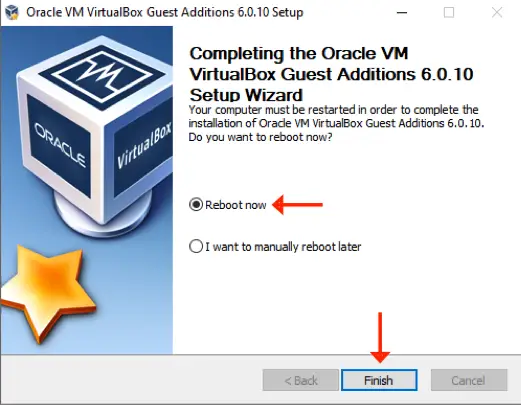 Oracle VM VirtualBox Guest Additions 6.0.10 Setup
Completing the Oracle VM
VirtualBox Guest Additions 6.0.10
Setup Wizard
Your computer must be restarted in order to complete the
installation of Oracle VM VirtualBox Guest Additions 6.0.10.
Do you want to reboot now?
ORACLE
VirtualBox
Reboot now
I want to manually reboot later
< Back
Finish
Cancel